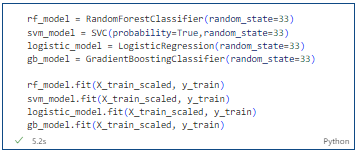 rf_model = RandomForestClassifier(random_state=33)
svm_model = SVC(probability=True,random_state=33)
logistic_model = LogisticRegression(random_state=33)
gb_model = GradientBoostingClassifier(random_state=33)
rf_model.fit(X_train_scaled, y_train)
svm_model.fit(X_train_scaled, y_train)
logistic_model.fit(X_train_scaled, y_train)
gb_model.fit(X_train_scaled, y_train)
5.2s Python